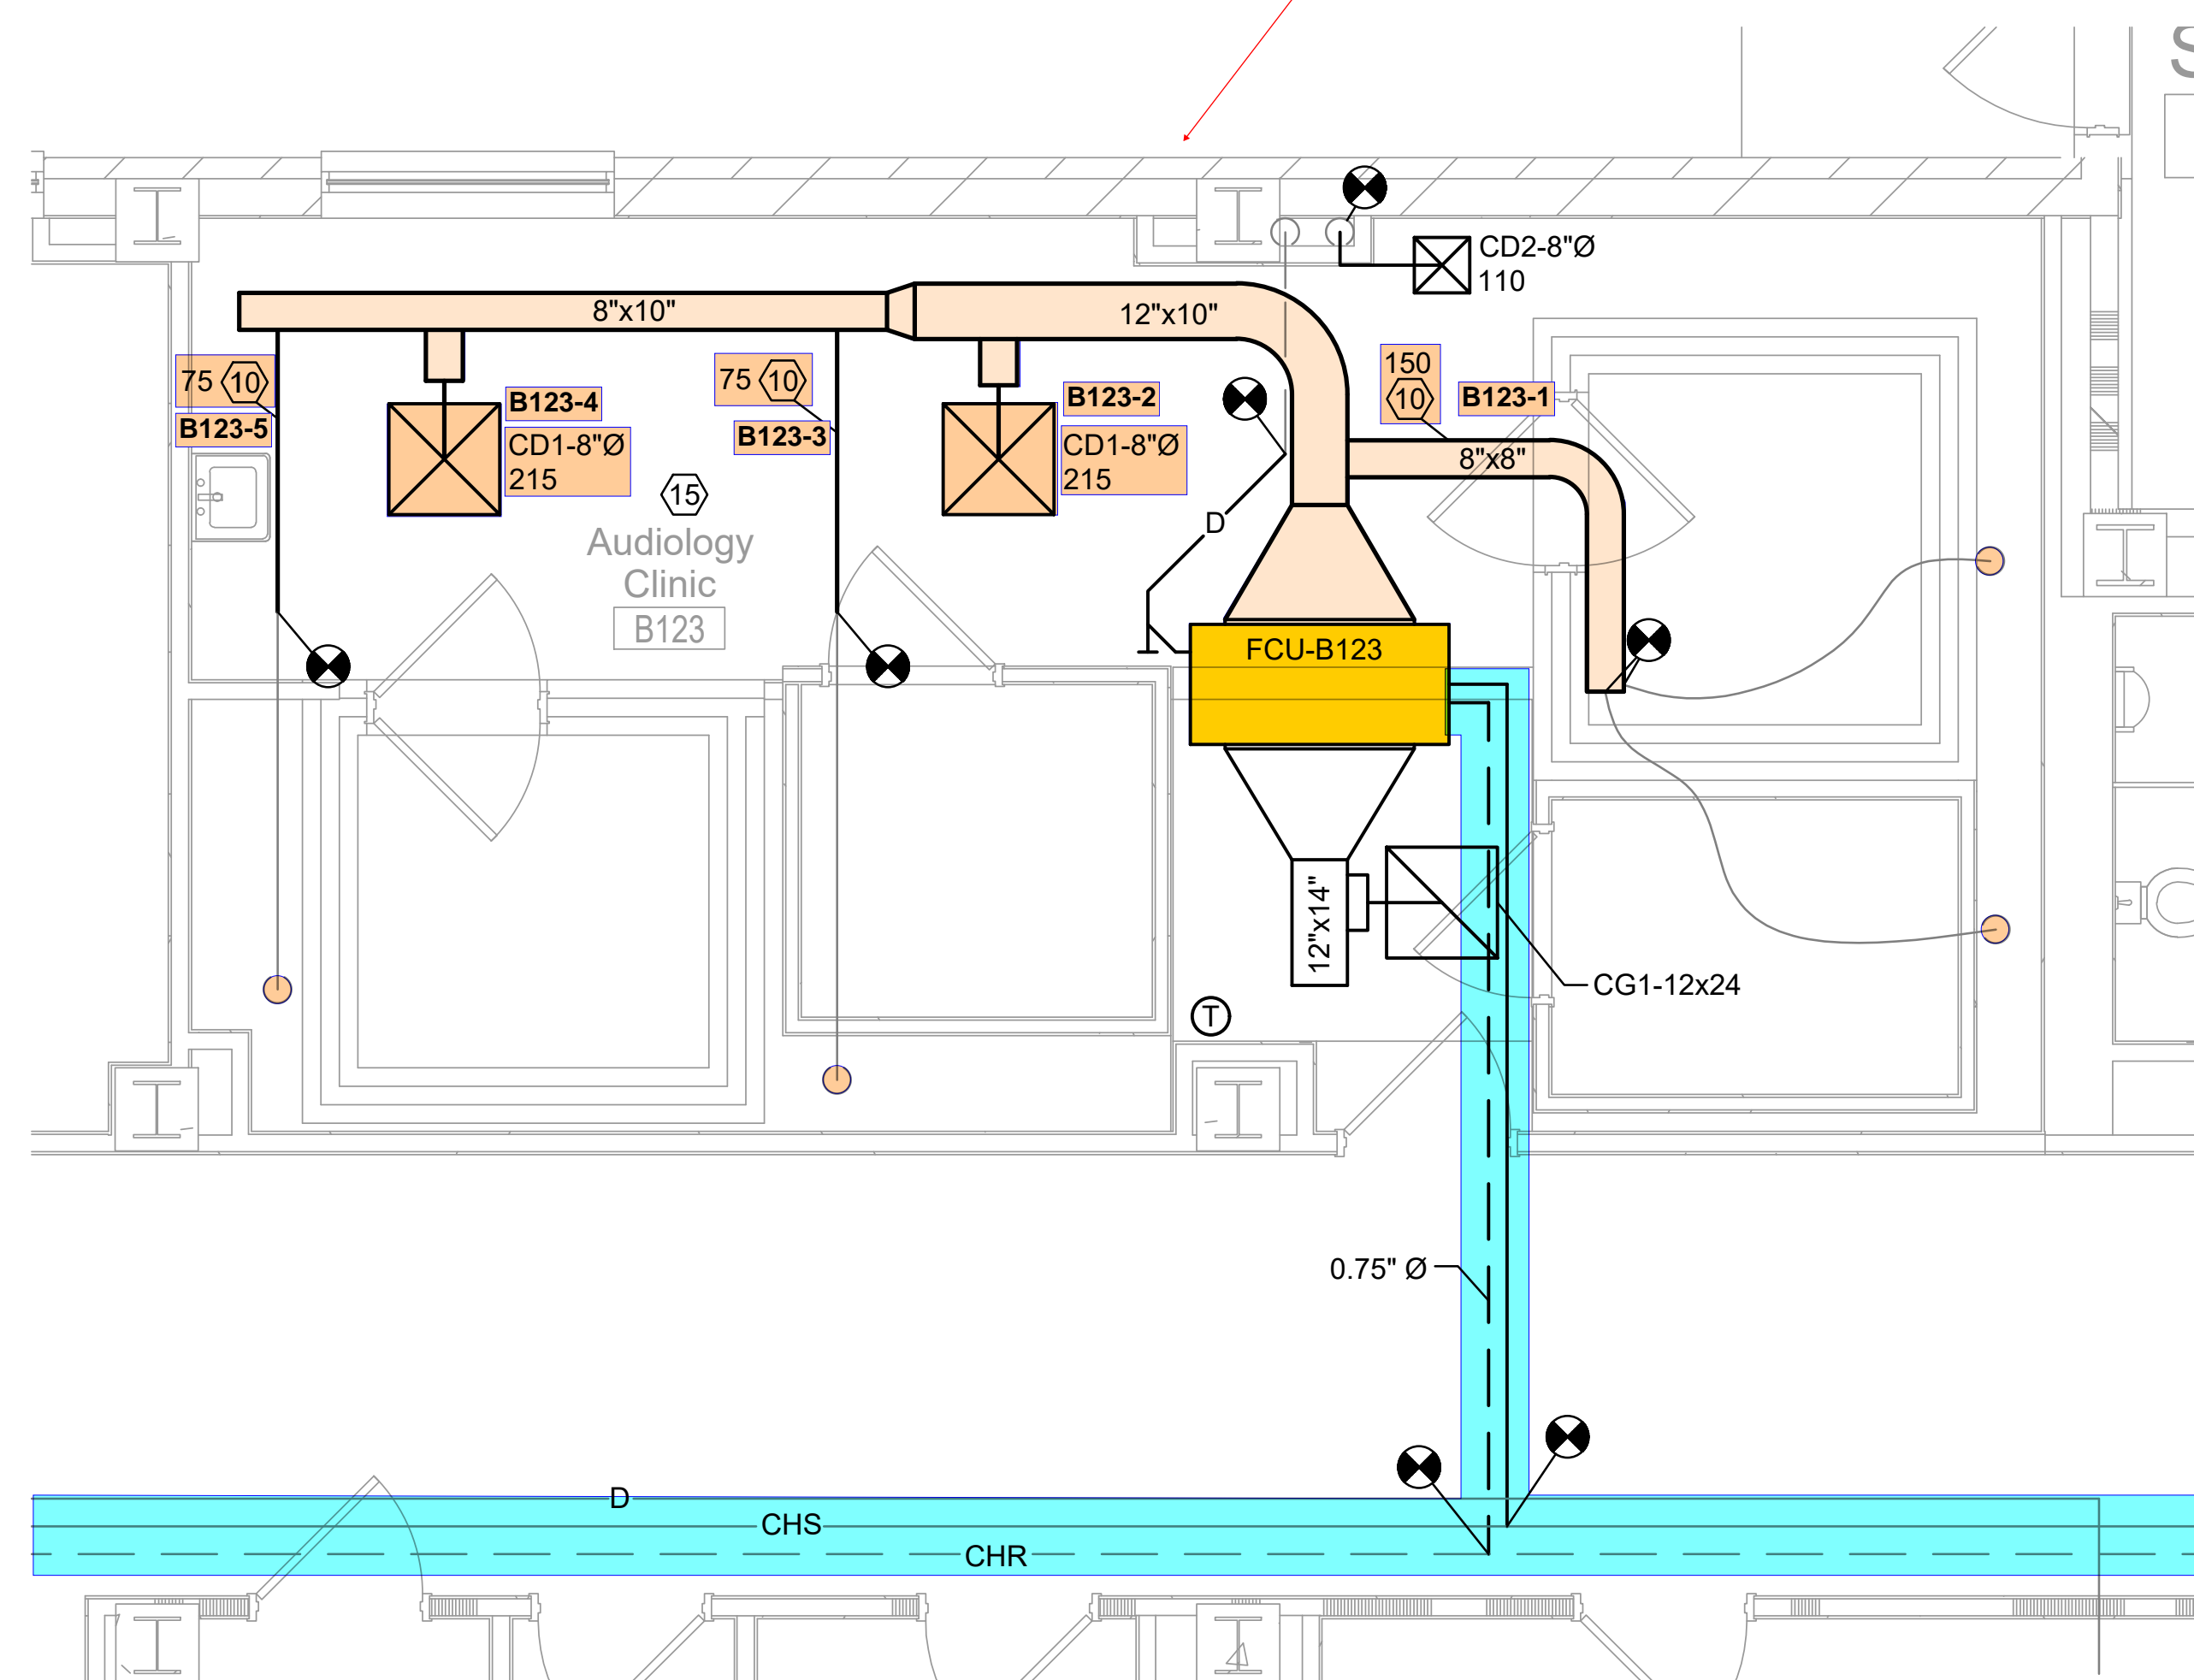 S
CD2-8"Ø
110
8"x10"
12"x10"
75 10
B123-5
B123-4
CD1-8"Ø
215
75 10
B123-3
B123-2
CD1-8"Ø
215
150
10
B123-1
8"x8"
15
Audiology
Clinic
B123
D
FCU-B123
12"x14"
CG1-12x24
T
0.75" Ø
D
CHS
CHR